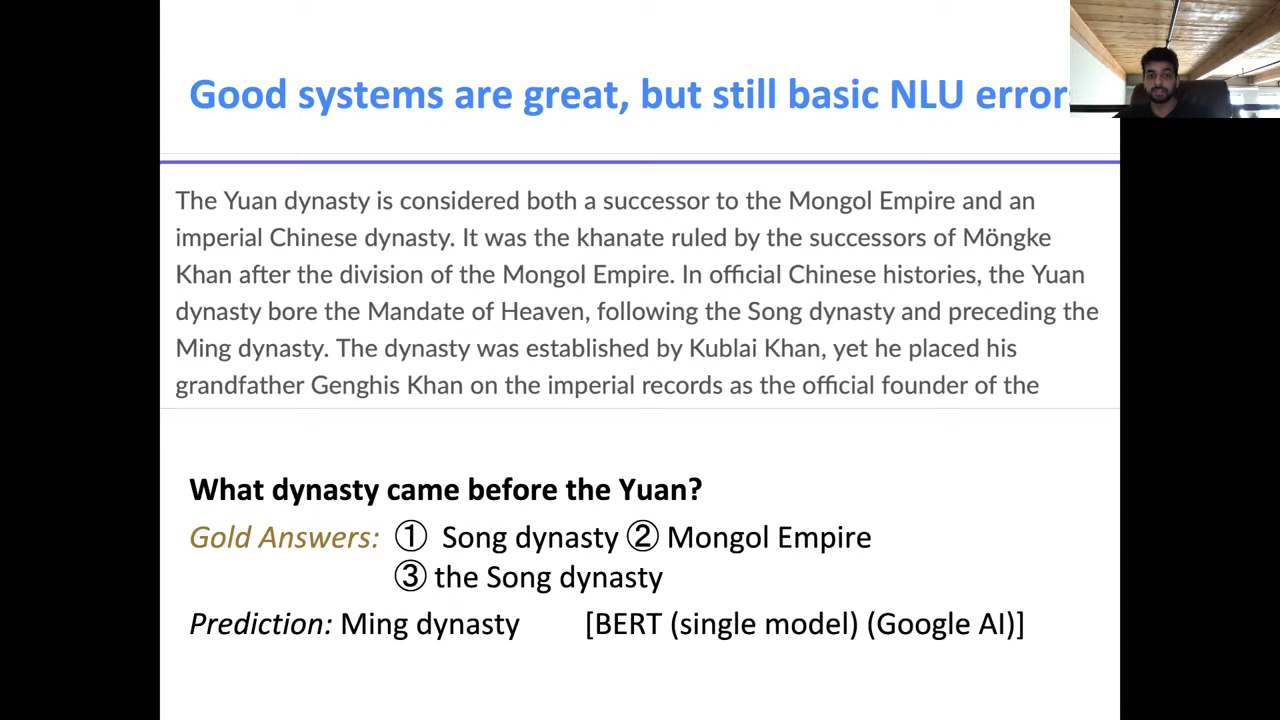 Good systems are great, but still basic NLU error
The Yuan dynasty is considered both a successor to the Mongol Empire and an
imperial Chinese dynasty. It was the khanate ruled by the successors of Möngke
Khan after the division of the Mongol Empire. In official Chinese histories, the Yuan
dynasty bore the Mandate of Heaven, following the Song dynasty and preceding the
Ming dynasty. The dynasty was established by Kublai Khan, yet he placed his
grandfather Genghis Khan on the imperial records as the official founder of the
What dynasty came before the Yuan?
Gold Answers: ① Song dynasty ② Mongol Empire
③ the Song dynasty
Prediction: Ming dynasty [BERT (single model) (Google AI)]